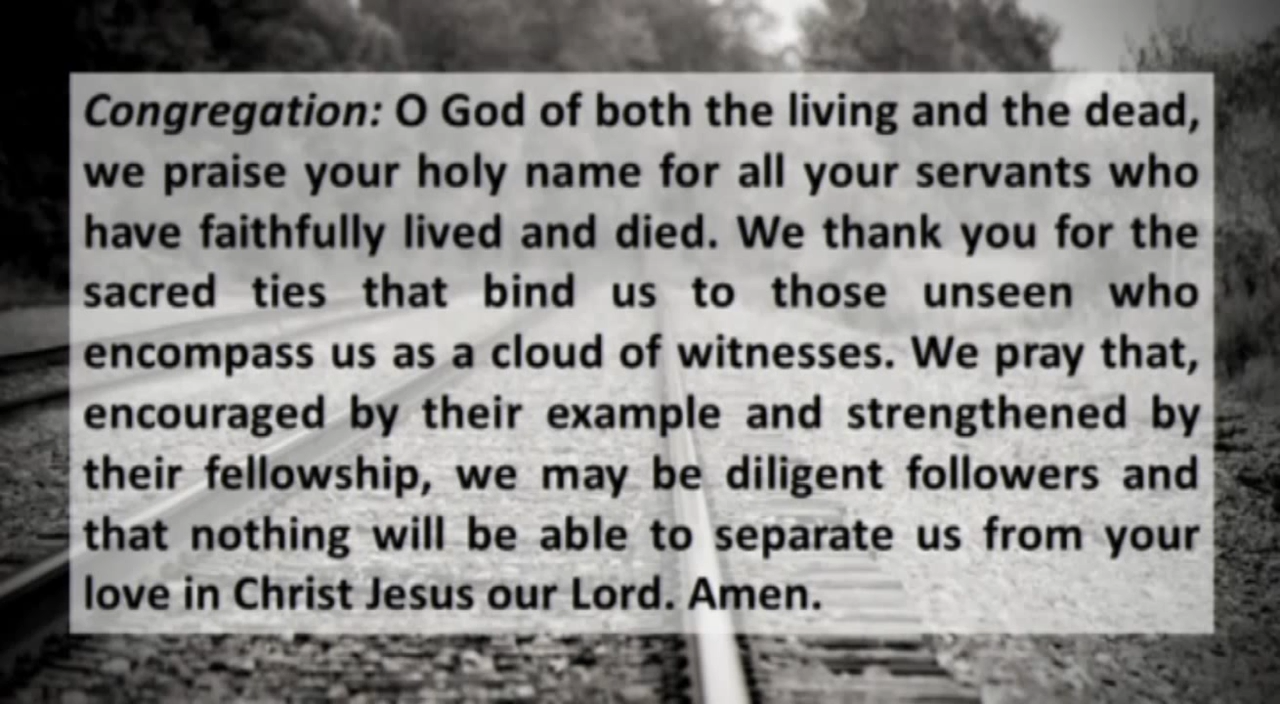 Congregation: O God of both the living and the dead,
we praise your holy name for all your servants who
have faithfully lived and died. We thank you for the
sacred ties that bind us to those unseen who
encompass us as a cloud of witnesses. We pray that,
encouraged by their example and strengthened by
their fellowship, we may be diligent followers and
that nothing will be able to separate us from your
love in Christ Jesus our Lord. Amen.